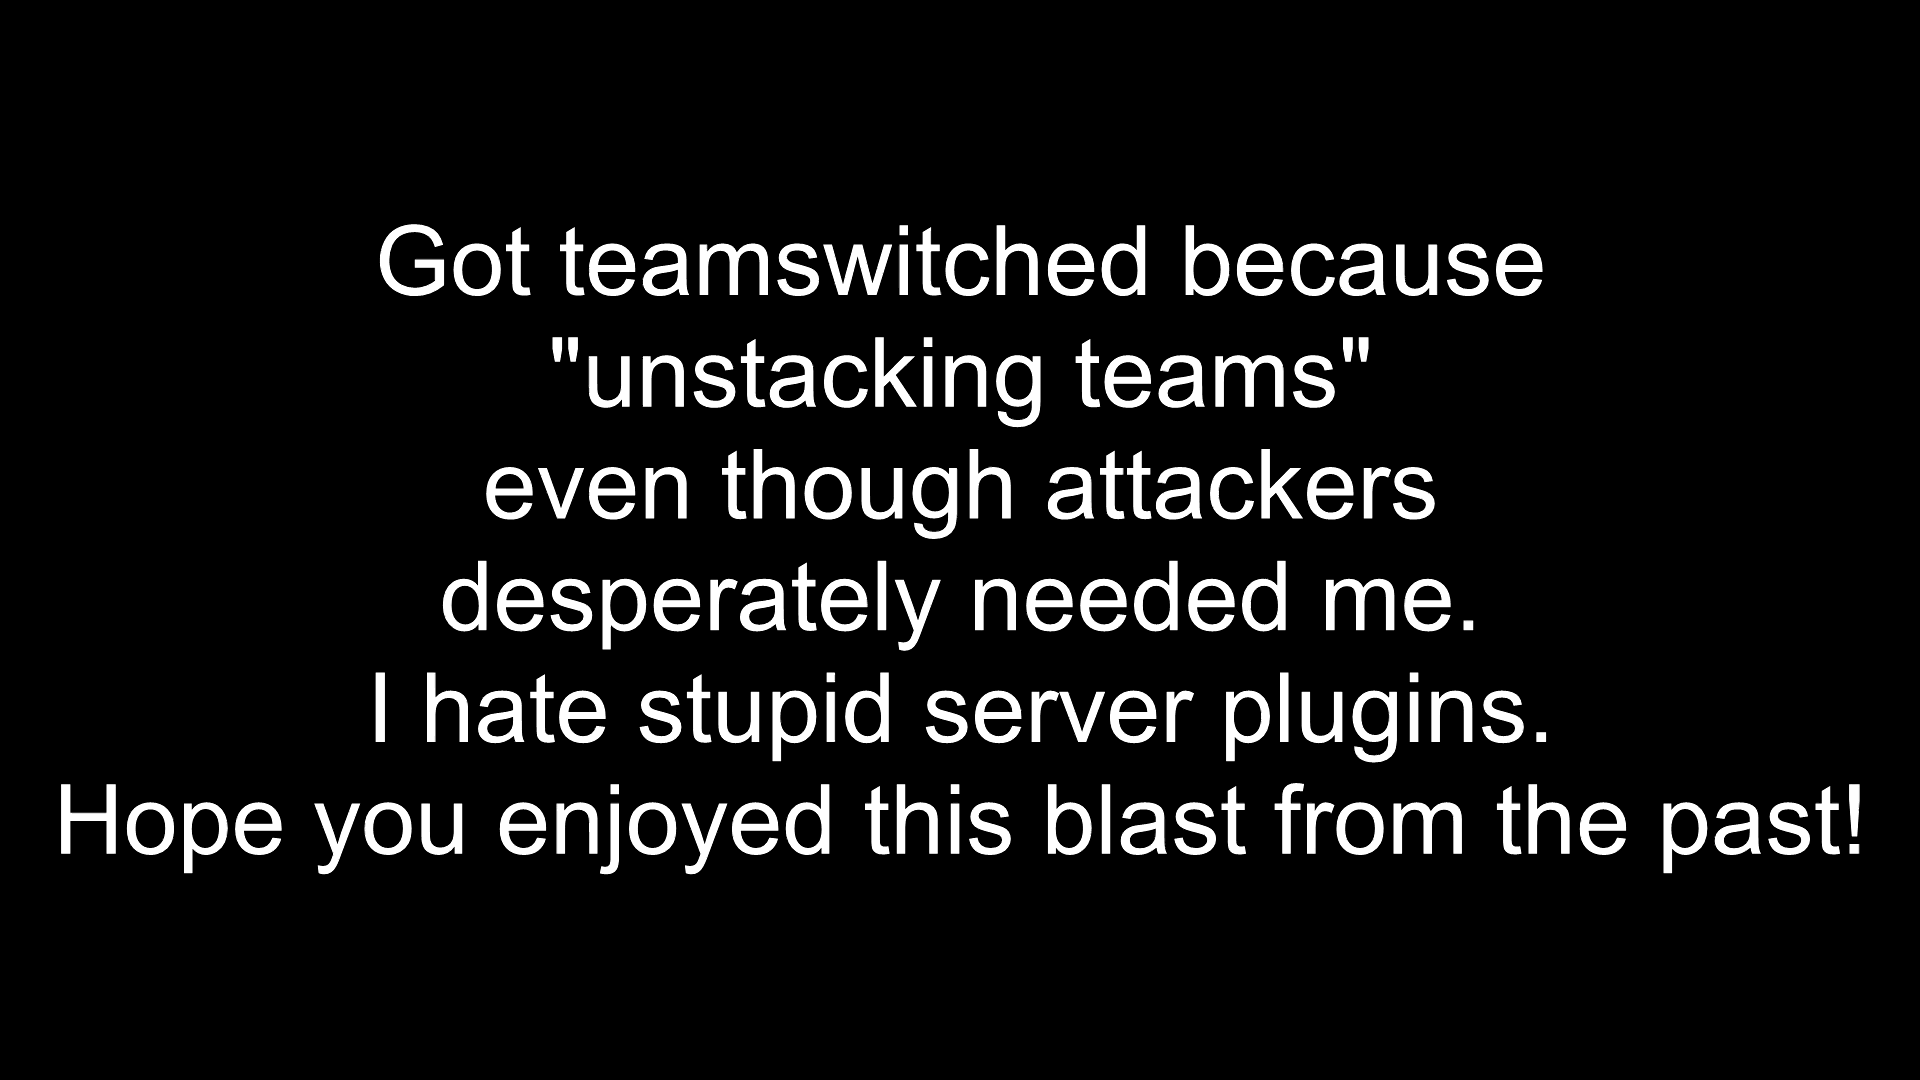 Got teamswitched because
"unstacking teams"
even though attackers
desperately needed me.
I hate stupid server plugins.
Hope you enjoyed this blast from the past!